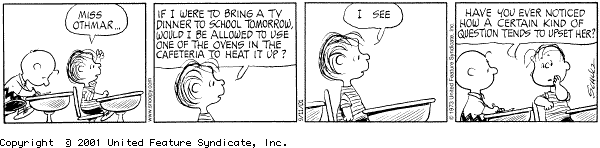 MISS
OTHMAR...
IF I WERE TO BRING A TV
DINNER TO SCHOOL TOMORROW,
WOULD I BE ALLOWED TO USE
ONE OF THE OVENS IN THE
CAFETERIA TO HEAT IT UP?
www.snoopy.com
I SEE
© 1973 United Feature Syndicate, Inc.
HAVE YOU EVER NOTICED
HOW A CERTAIN KIND OF
QUESTION TENDS TO UPSET HER?
SCHULZ
Copyright © 2001 United Feature Syndicate, Inc.